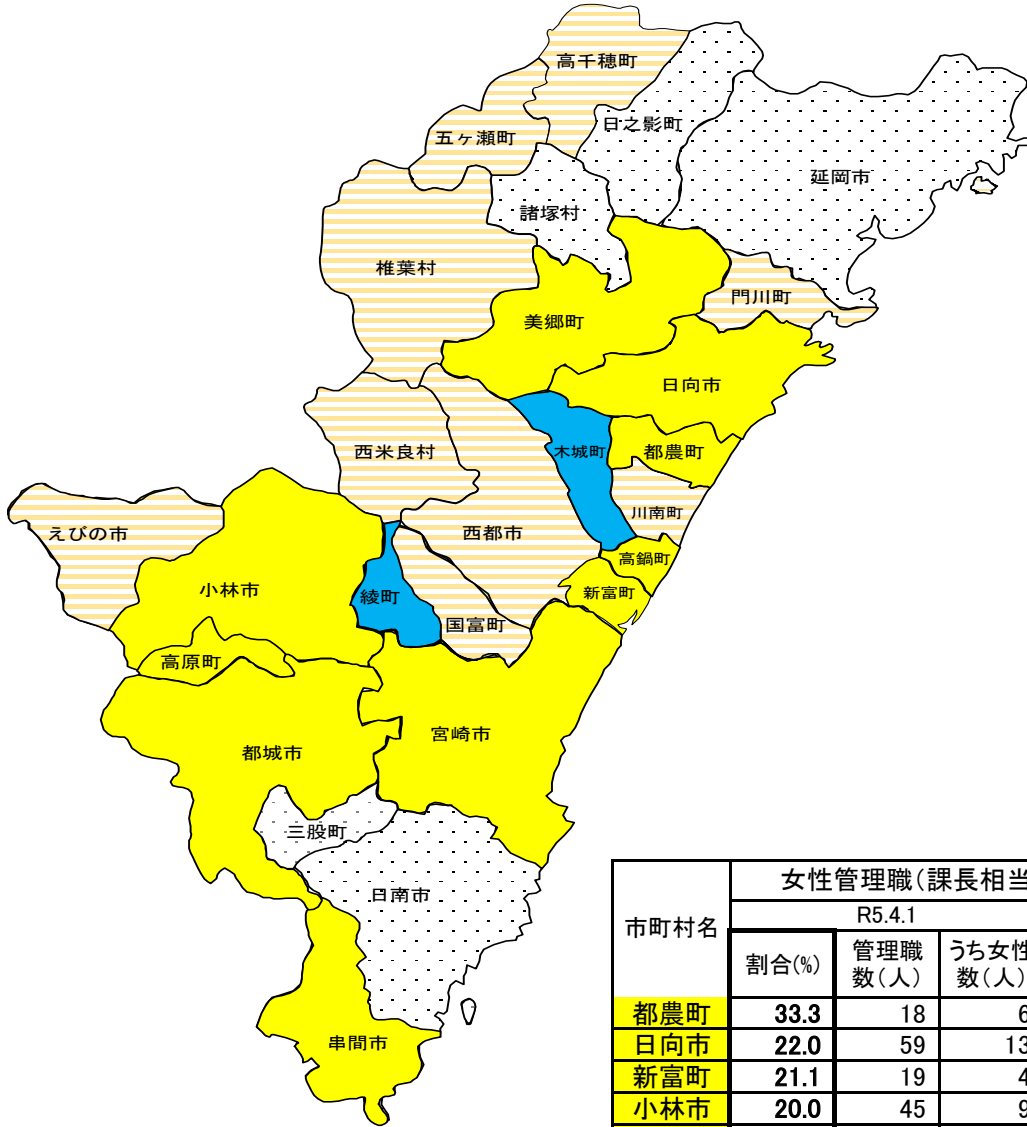 高千穂町
日之影町
五ヶ瀬町
延岡市
諸塚村
椎葉村
門川町
美郷町
日向市
西米良村
木城町
都農町
川南町
えびの市
西都市
高鍋町
小林市
綾町
新富町
国富町
高原町
宮崎市
都城市
三股町
日南市
串間市
市町村名
女性管理職(課長相当
R5.4.1
割合(%)
管理職
数(人)
うち女性
数(人)
都農町 33.3 18 6
日向市 22.0 59 13
新富町 21.1 19 4
小林市 20.0 45 9